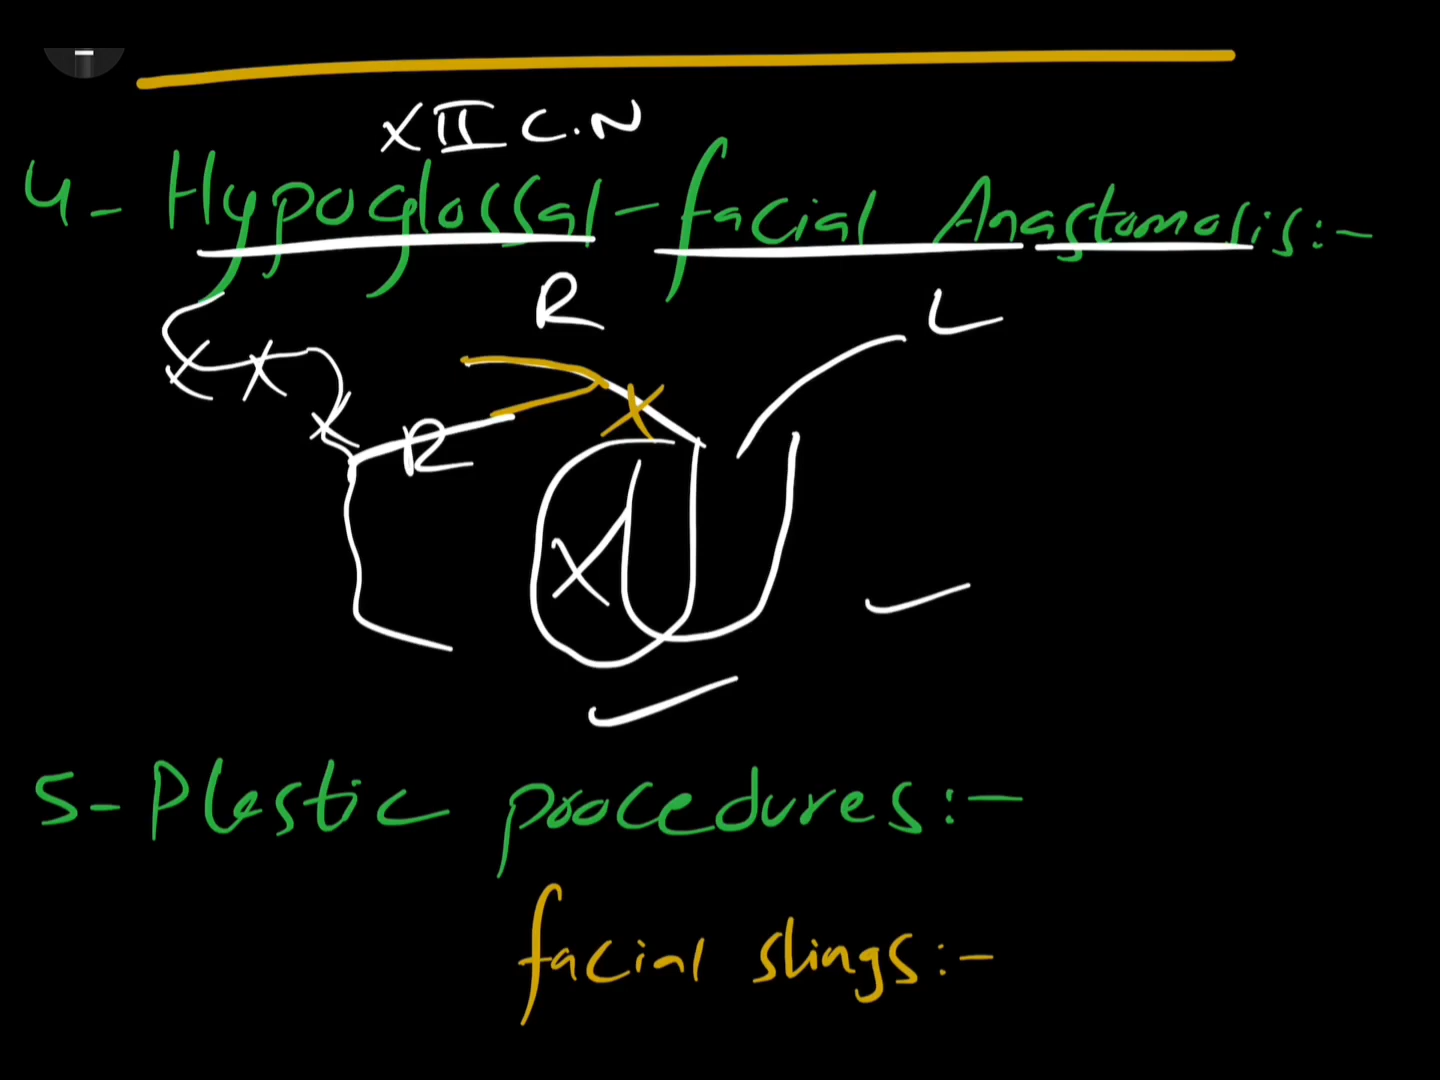 XII C.N
4- Hypoglossal-facial Anastomosis:-
R
L
R
5- Plastic procedures:-
facial slings:-